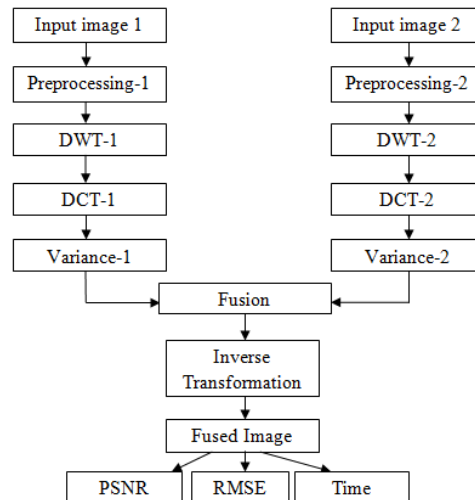 Input image 1
Input image 2
Preprocessing-1
Preprocessing-2
DWT-1
DWT-2
DCT-1
DCT-2
Variance-1
Variance-2
Fusion
Inverse
Transformation
Fused Image
PSNR
RMSE
Time